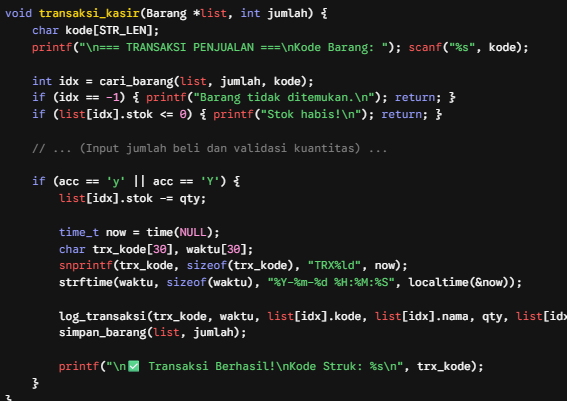 void transaksi_kasir(Barang *list, int jumlah) {
    char kode[STR_LEN];
    printf("\n=== TRANSAKSI PENJUALAN ===\nKode Barang: "); scanf("%s", kode);

    int idx = cari_barang(list, jumlah, kode);
    if (idx == -1) { printf("Barang tidak ditemukan.\n"); return; }
    if (list[idx].stok <= 0) { printf("Stok habis!\n"); return; }

    // ... (Input jumlah beli dan validasi kuantitas) ...

    if (acc == 'y' || acc == 'Y') {
        list[idx].stok -= qty;

        time_t now = time(NULL);
        char trx_kode[30], waktu[30];
        snprintf(trx_kode, sizeof(trx_kode), "TRX%ld", now);
        strftime(waktu, sizeof(waktu), "%Y-%m-%d %H:%M:%S", localtime(&now));

        log_transaksi(trx_kode, waktu, list[idx].kode, list[idx].nama, qty, list[idx
        simpan_barang(list, jumlah);

        printf("\n✅ Transaksi Berhasil!\nKode Struk: %s\n", trx_kode);
    }
}